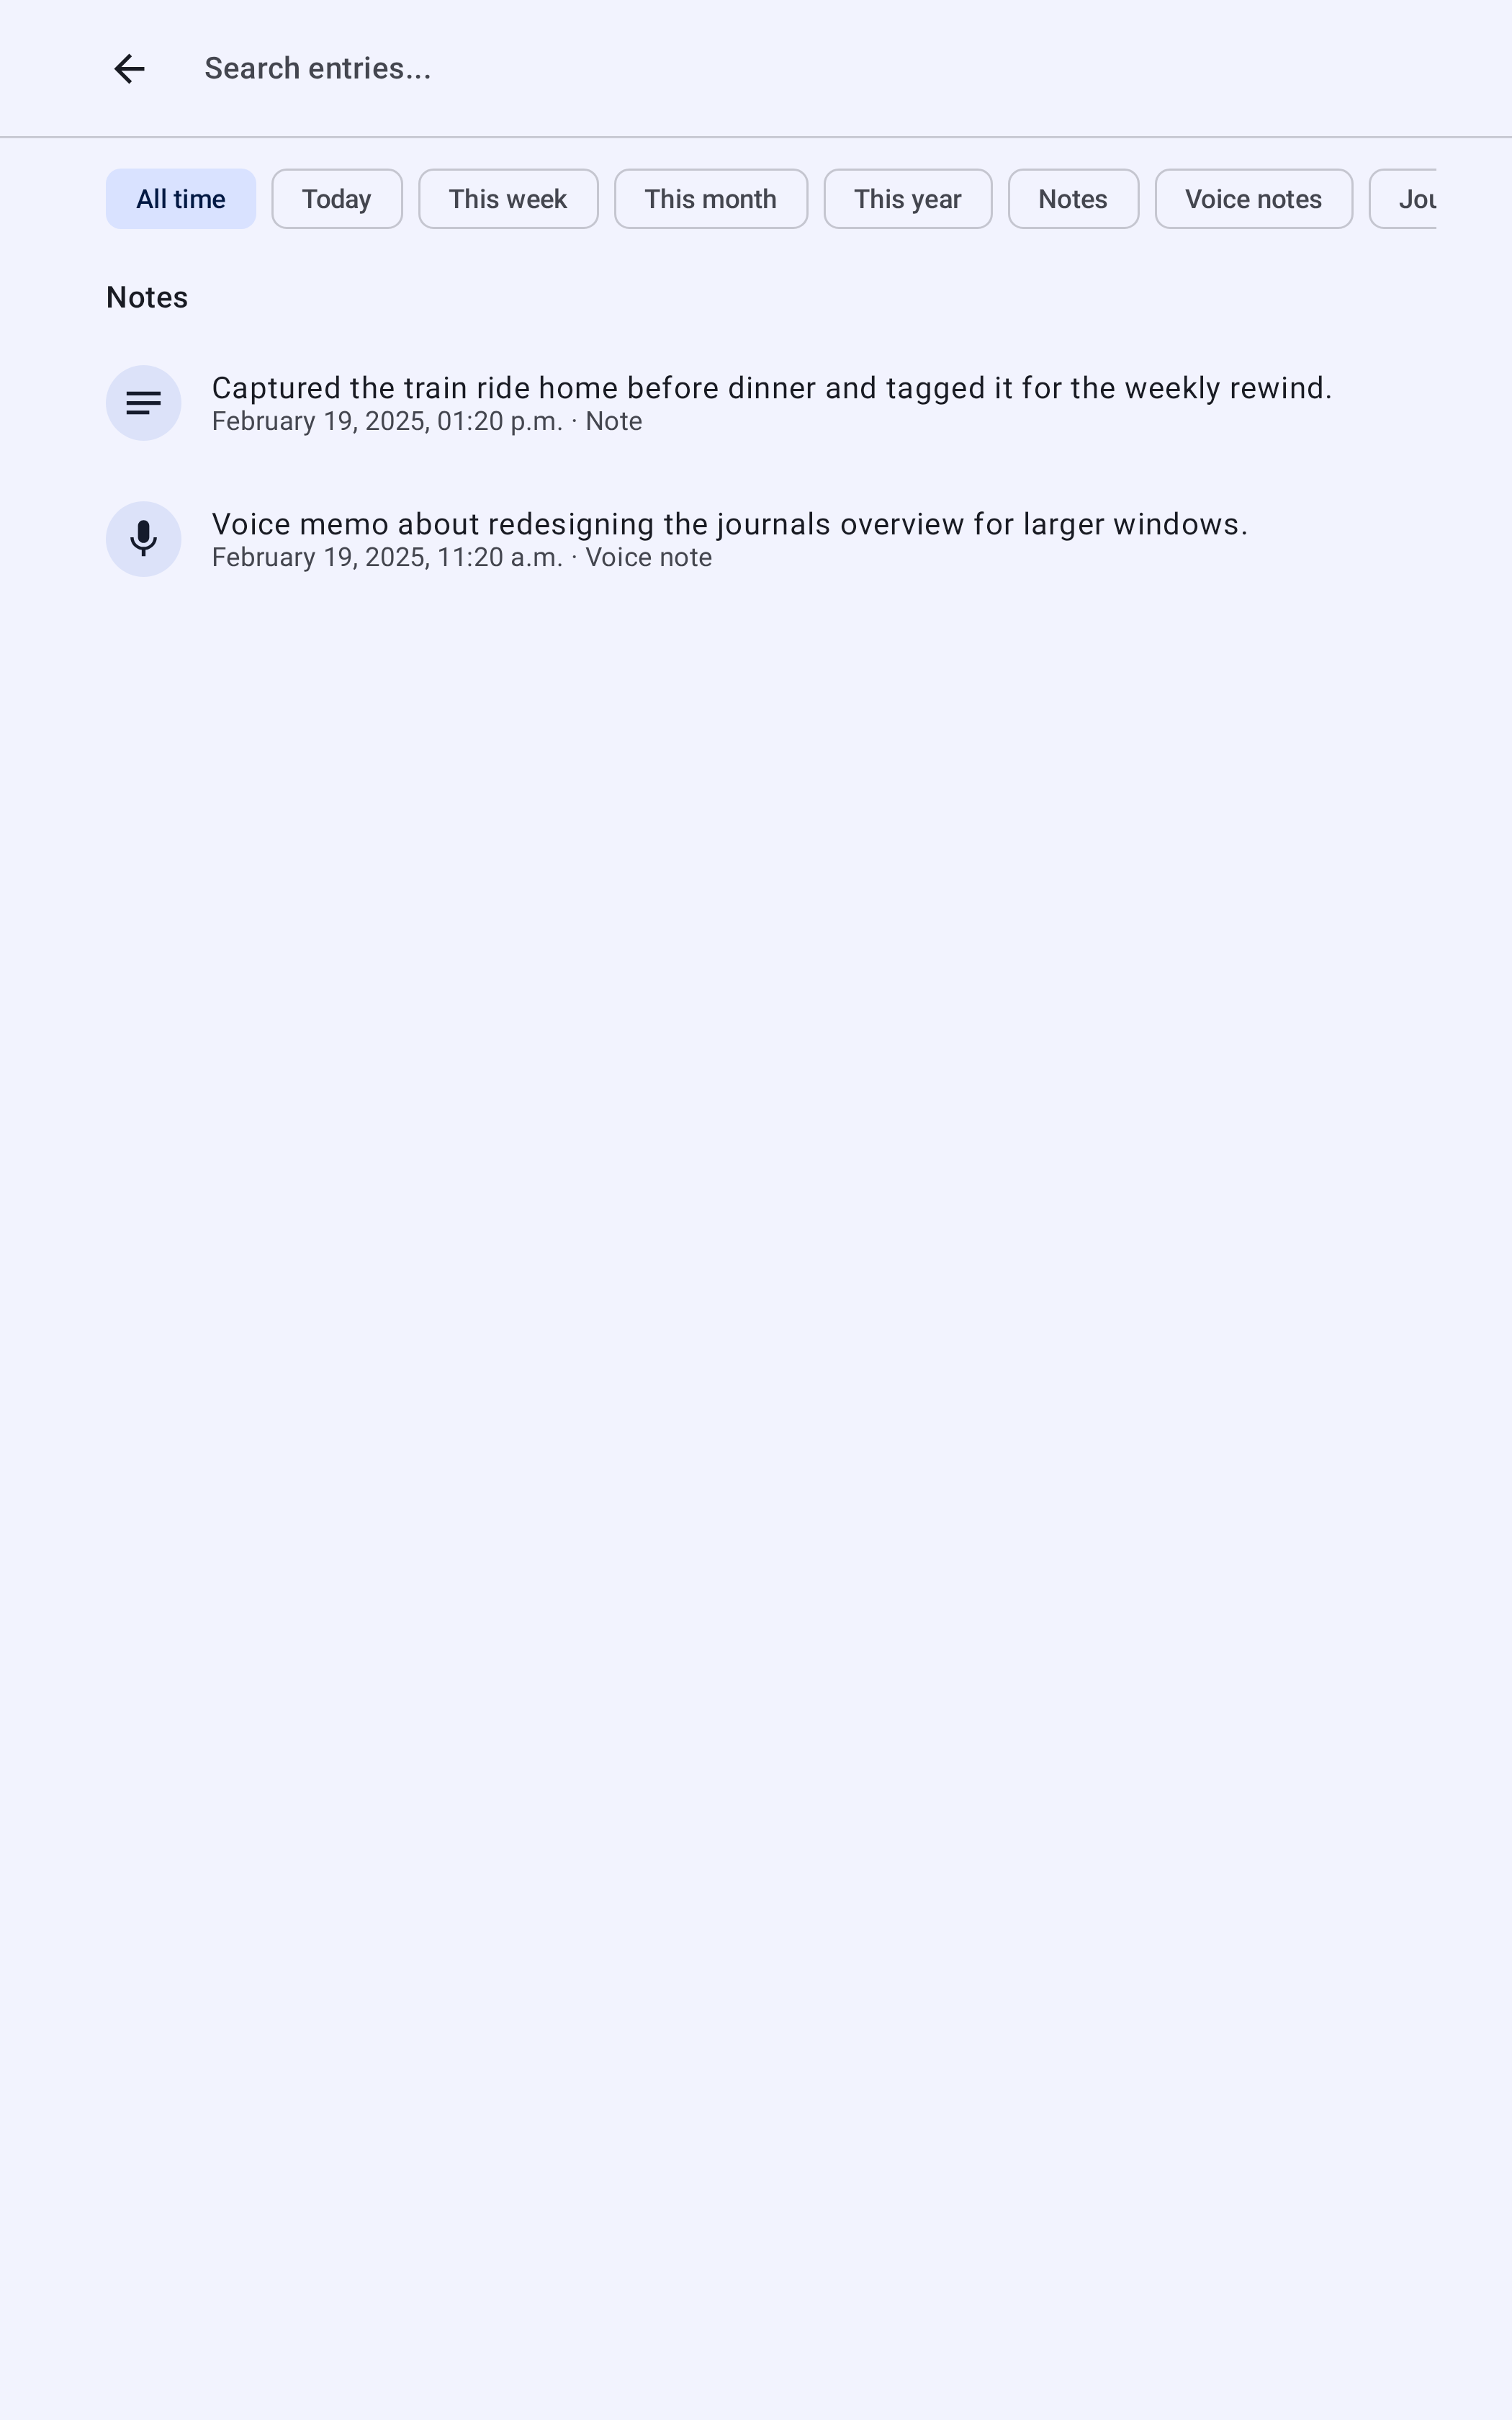 Search entries...
All time
Today
This week
This month
This year
Notes
Voice notes
Notes
Captured the train ride home before dinner and tagged it for the weekly rewind.
February 19, 2025, 01:20 p.m. · Note
Voice memo about redesigning the journals overview for larger windows.
February 19, 2025, 11:20 a.m. · Voice note